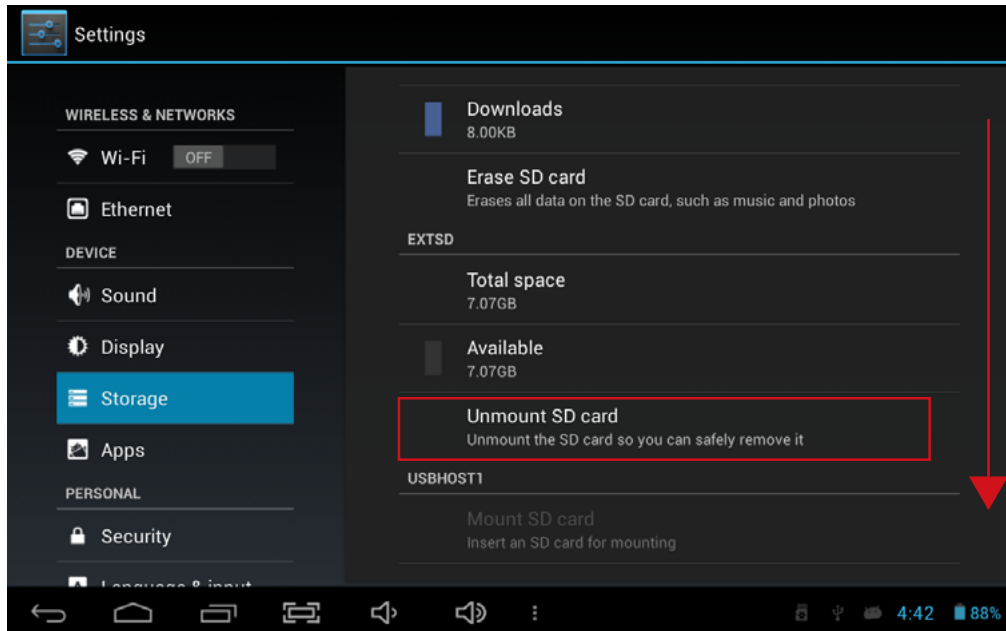 Settings
WIRELESS & NETWORKS
Wi-Fi OFF
Ethernet
DEVICE
Sound
Display
Storage
Apps
PERSONAL
Security
Language & input
Downloads
8.00KB
Erase SD card
Erases all data on the SD card, such as music and photos
EXTSD
Total space
7.07GB
Available
7.07GB
Unmount SD card
Unmount the SD card so you can safely remove it
USBHOST1
Mount SD card
Insert an SD card for mounting
4:42 88%